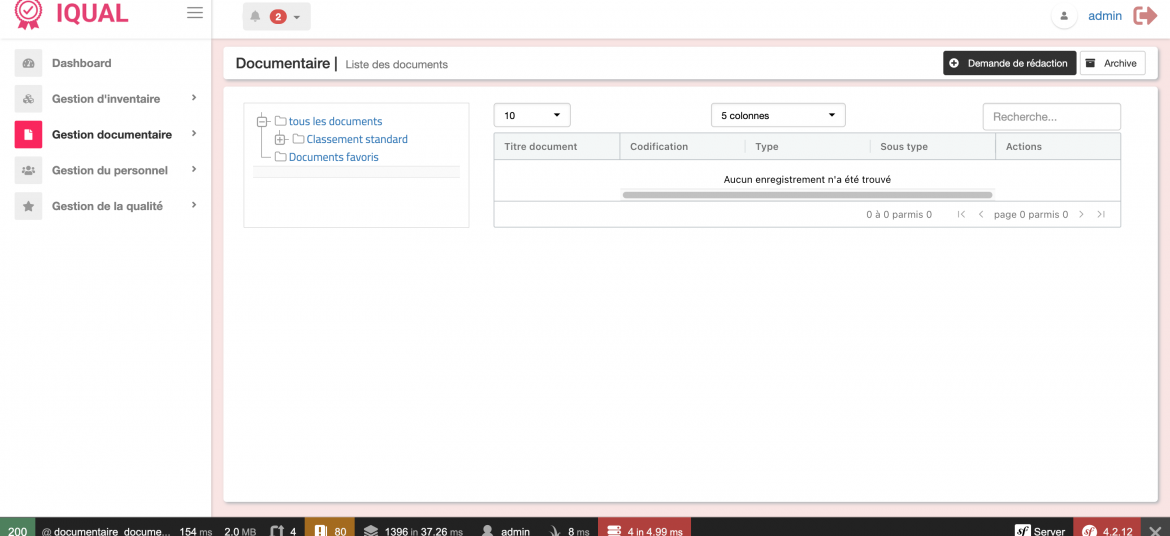 IQUAL
2
admin
Dashboard
Gestion d'inventaire
Gestion documentaire
Gestion du personnel
Gestion de la qualité
Documentaire | Liste des documents
Demande de rédaction
Archive
tous les documents
Classement standard
Documents favoris
10
5 colonnes
Recherche...
Titre document Codification Type Sous type Actions
Aucun enregistrement n'a été trouvé
0 à 0 parmis 0 page 0 parmis 0
200 @ documentaire_docume... 154 ms 2.0 MB 4 80 1396 in 37.26 ms admin 8 ms 4 in 4.99 ms sf Server sf 4.2.12